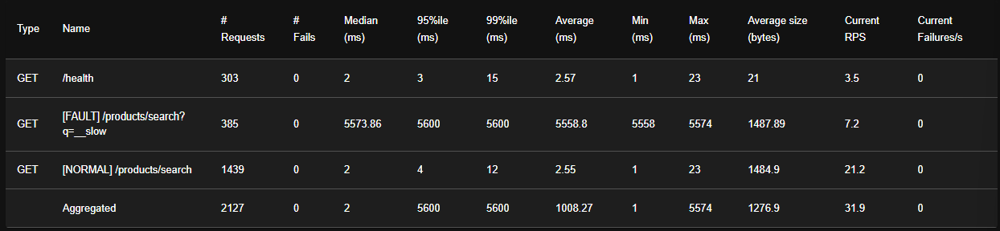 Type Name # Requests # Fails Median (ms) 95%ile (ms) 99%ile (ms) Average (ms) Min (ms) Max (ms) Average size (bytes) Current RPS Current Failures/s
GET /health 303 0 2 3 15 2.57 1 23 21 3.5 0
GET [FAULT] /products/search?q=__slow 385 0 5573.86 5600 5600 5558.8 5558 5574 1487.89 7.2 0
GET [NORMAL] /products/search 1439 0 2 4 12 2.55 1 23 1484.9 21.2 0
Aggregated 2127 0 2 5600 5600 1008.27 1 5574 1276.9 31.9 0